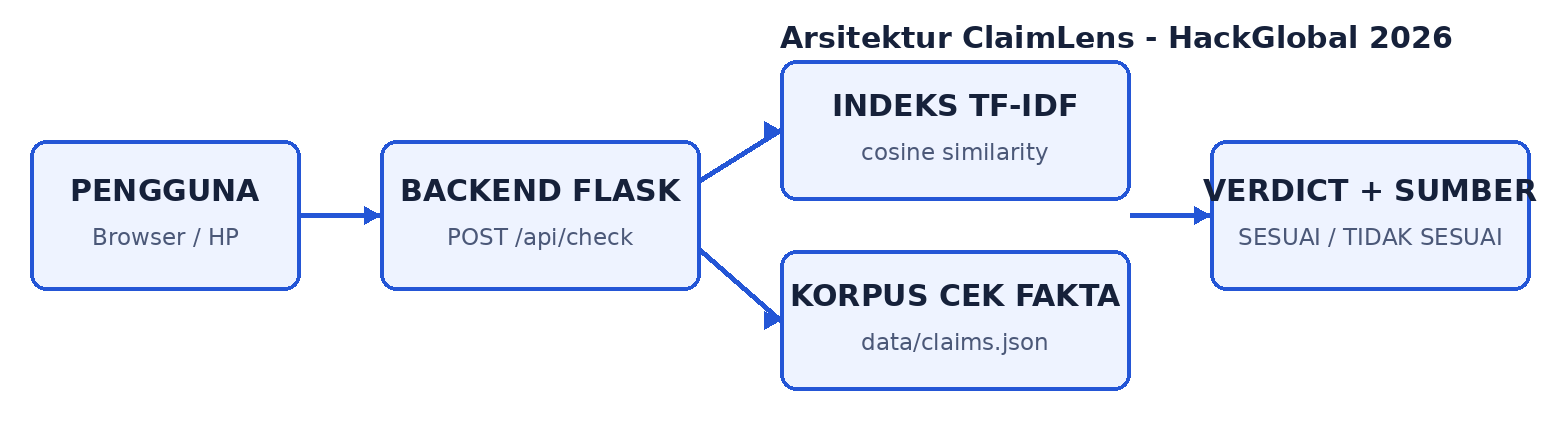 Arsitektur ClaimLens - HackGlobal 2026
PENGGUNA
Browser / HP
BACKEND FLASK
POST /api/check
INDEKS TF-IDF
cosine similarity
KORPUS CEK FAKTA
data/claims.json
VERDICT + SUMBER
SESUAI / TIDAK SESUAI